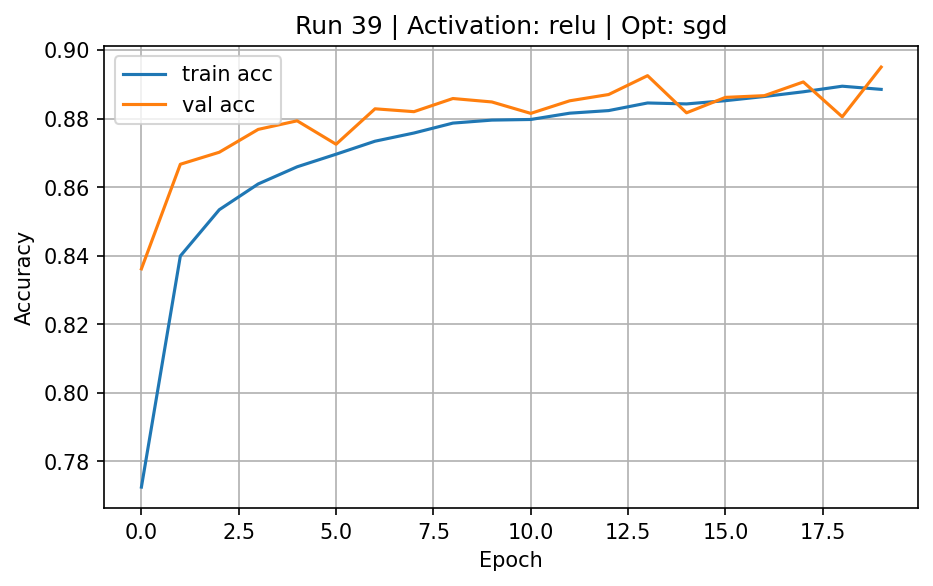 Run 39 | Activation: relu | Opt: sgd
train acc
val acc
0.90
0.88
0.86
0.84
0.82
0.80
0.78
Accuracy
0.0 2.5 5.0 7.5 10.0 12.5 15.0 17.5
Epoch